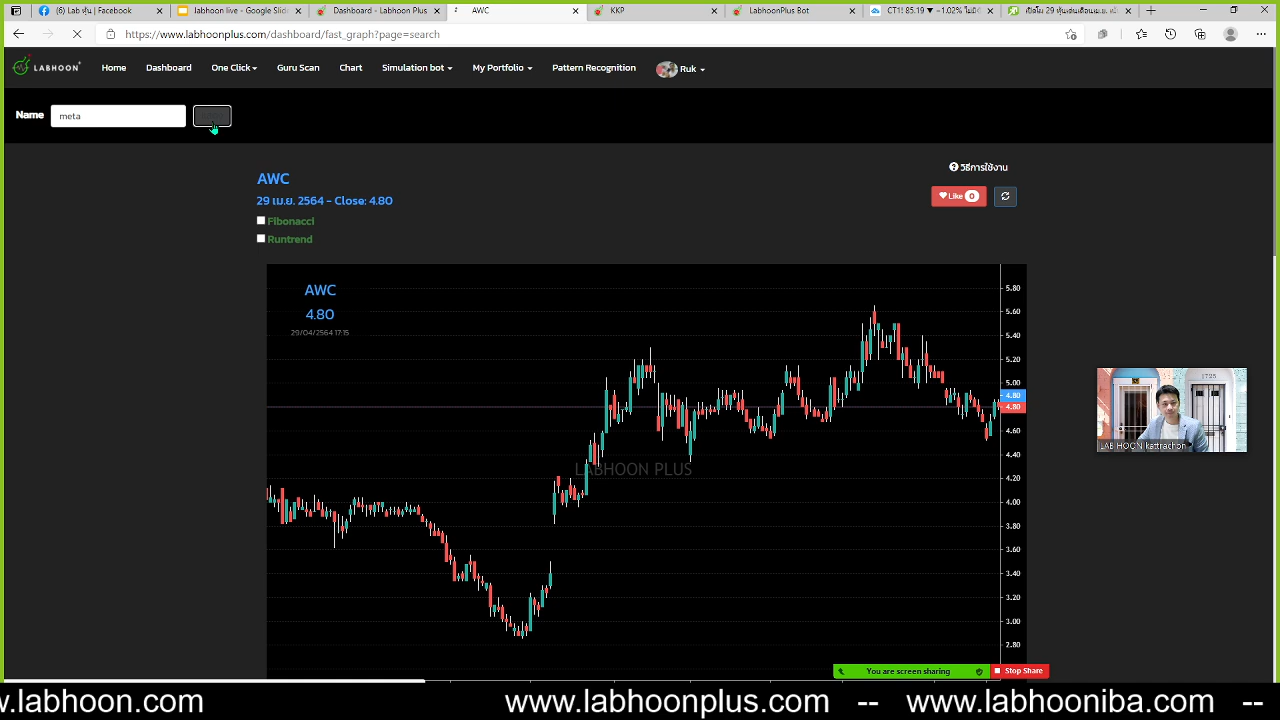 (6) Lab หุ้น | Facebook
labhoon live - Google Slid
Dashboard - Labhoon Plus
AWC
KKP
LabhoonPlus Bot
CT1! 85.19 ▼ −1.02%
https://www.labhoonplus.com/dashboard/fast_graph?page=search
LABHOON+
Home
Dashboard
One Click
Guru Scan
Chart
Simulation bot
My Portfolio
Pattern Recognition
Ruk
Name
meta
วิธีการใช้งาน
AWC
29 เม.ย. 2564 - Close: 4.80
Like 0
Fibonacci
Runtrend
AWC
4.80
29/04/2564 17:15
5.80
5.60
5.40
5.20
5.00
4.80
4.80
4.60
4.40
4.20
4.00
3.80
3.60
3.40
3.20
3.00
2.80
LABHOON PLUS
1725
LAB HOON kattrachon
You are screen sharing
Stop Share
w.labhoon.com
www.labhoonplus.com -- www.labhooniba.com --